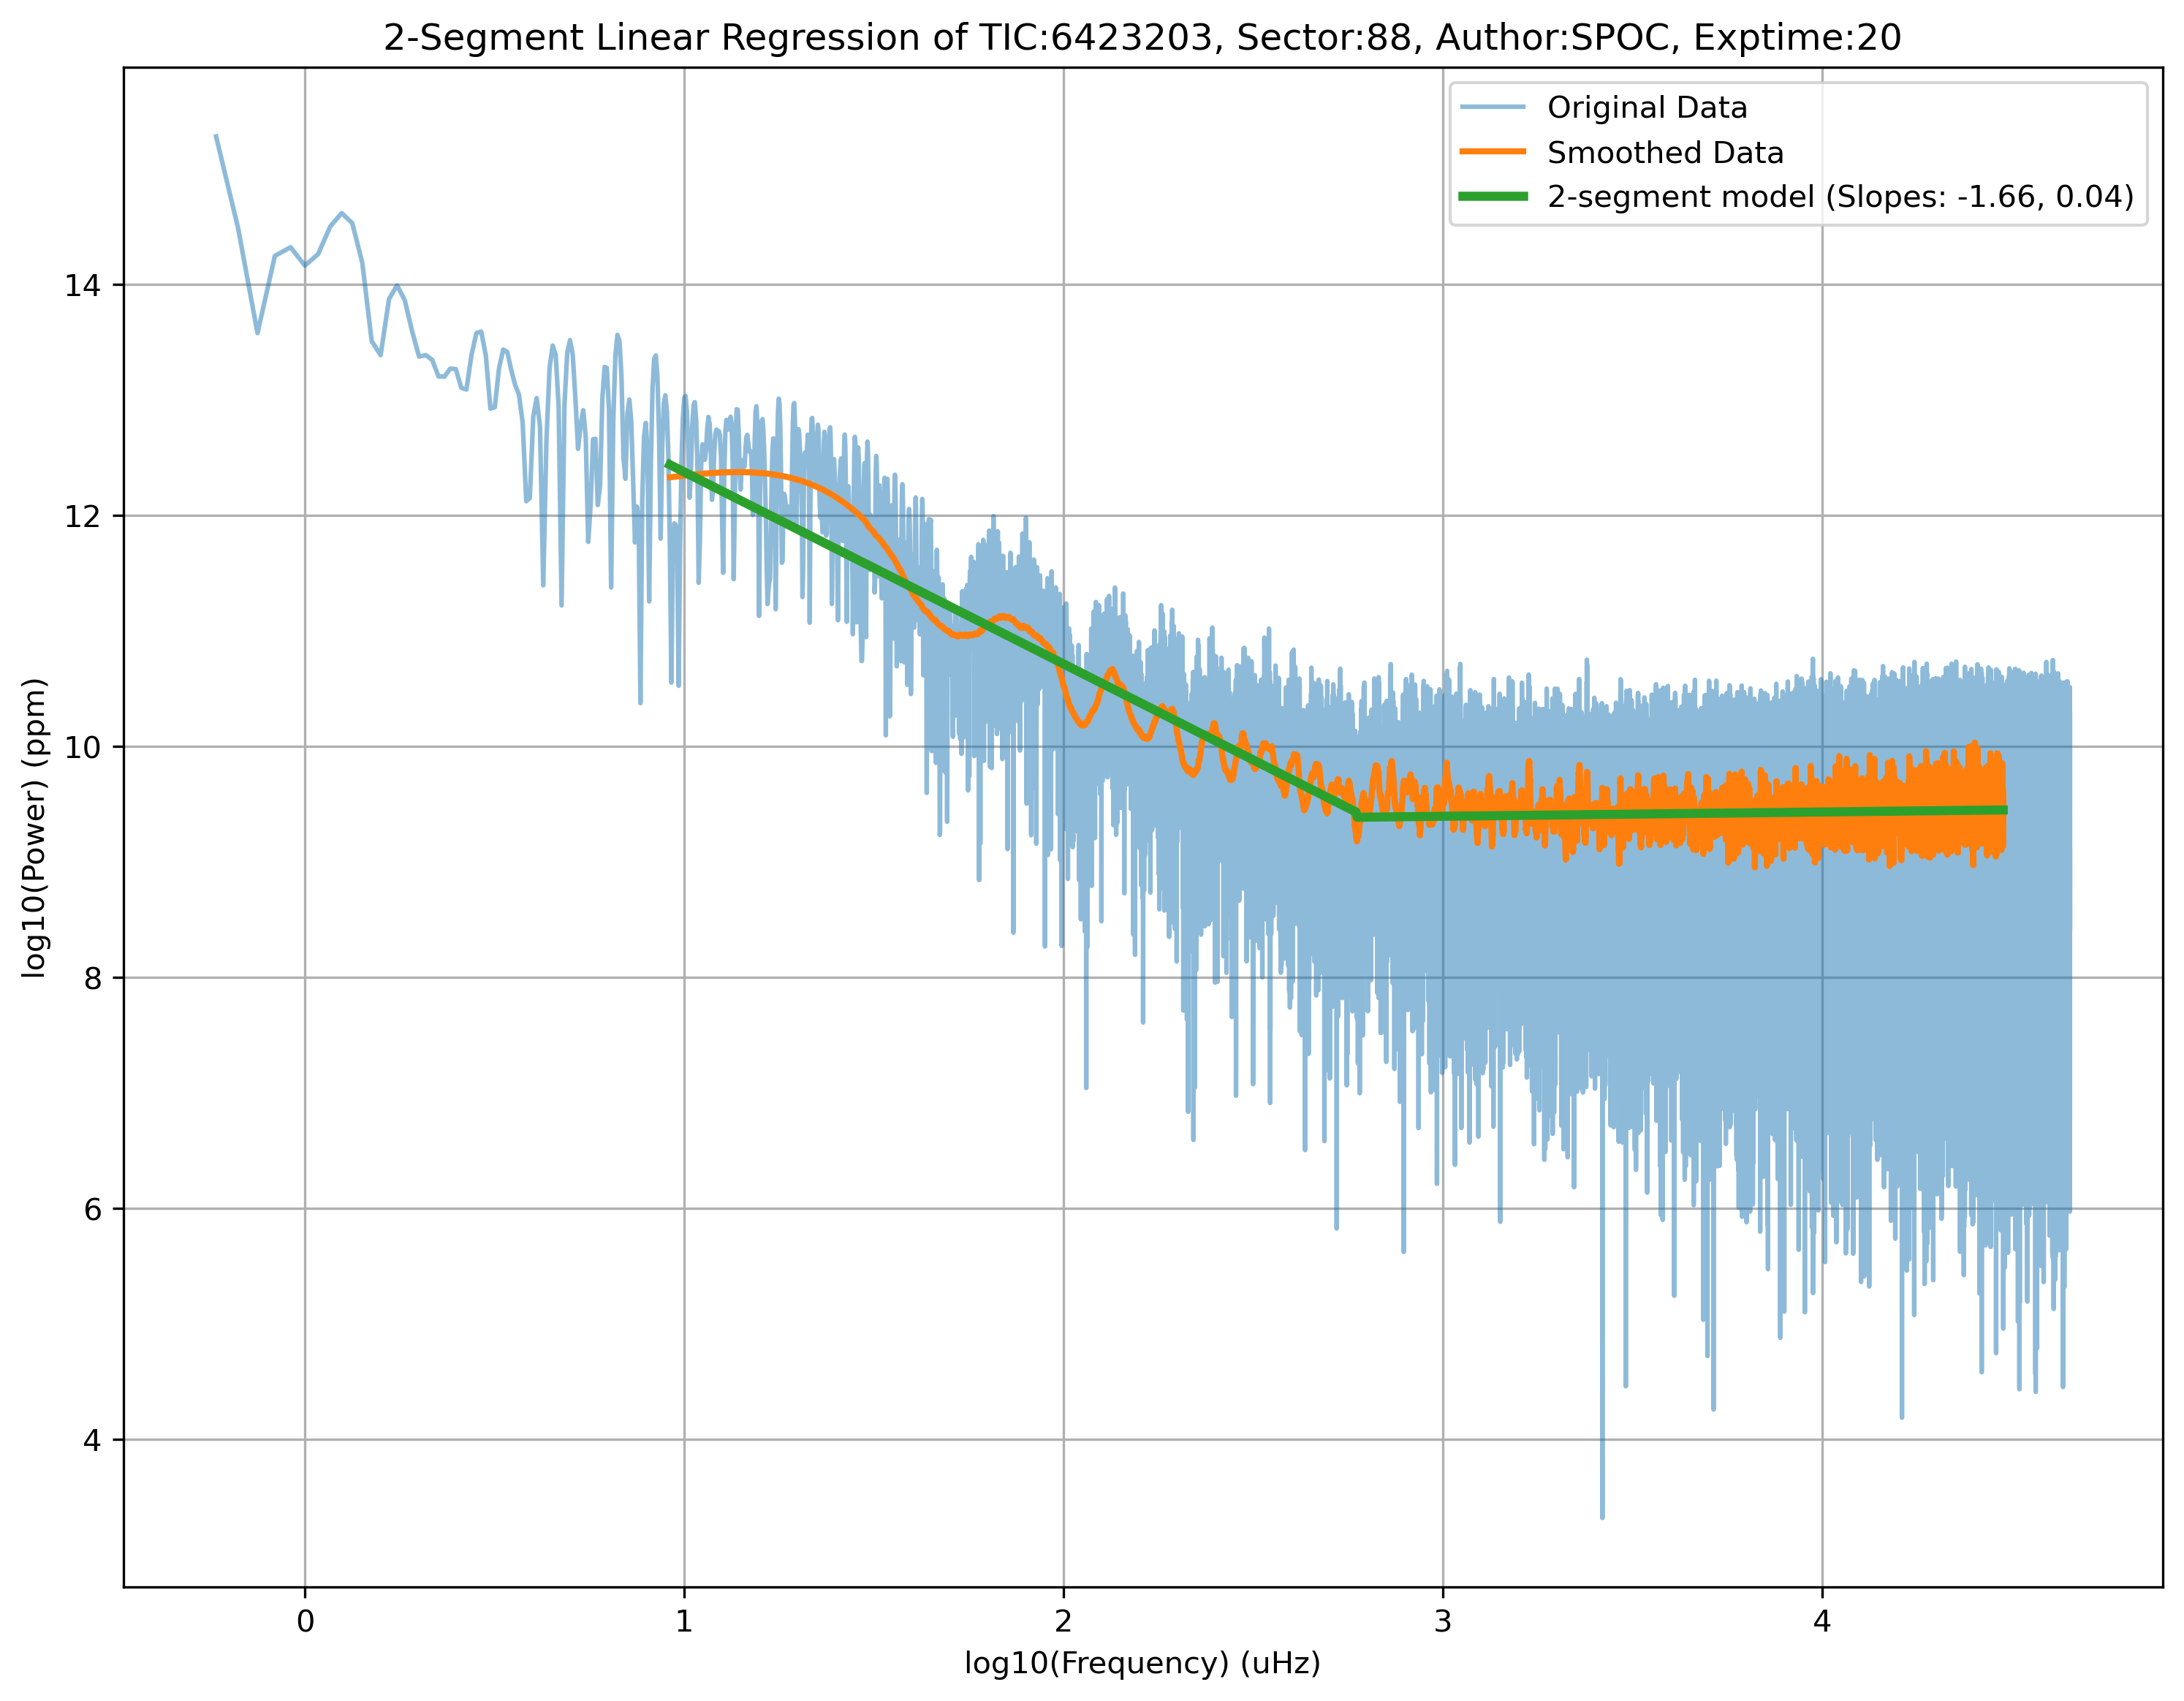 2-Segment Linear Regression of TIC:6423203, Sector:88, Author:SPOC, Exptime:20
Original Data
Smoothed Data
2-segment model (Slopes: -1.66, 0.04)
14
12
10
8
6
4
log10(Power) (ppm)
0 1 2 3 4
log10(Frequency) (uHz)